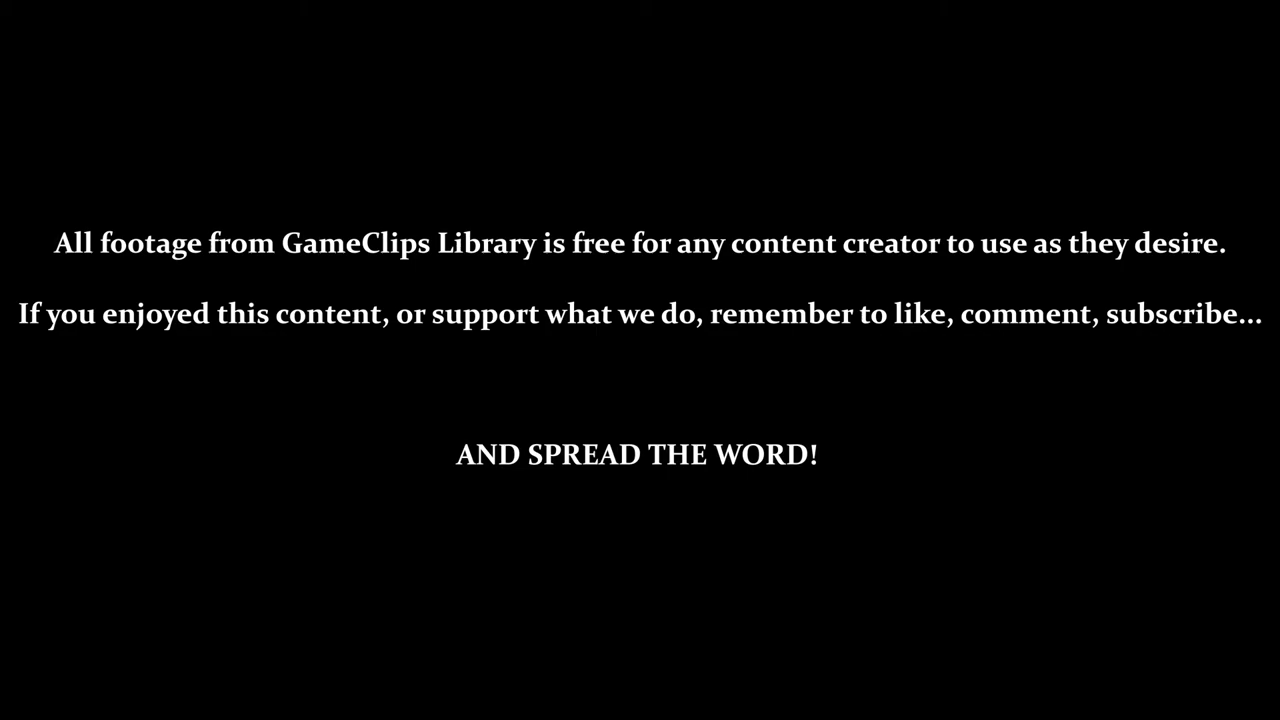 All footage from GameClips Library is free for any content creator to use as they desire.
If you enjoyed this content, or support what we do, remember to like, comment, subscribe...
AND SPREAD THE WORD!